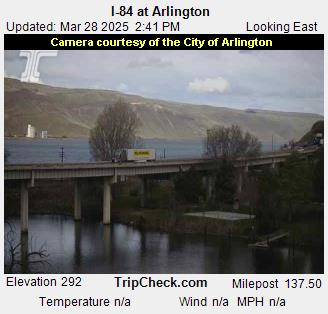 I-84 at Arlington
Updated: Mar 28 2025 2:41 PM Looking East
Camera courtesy of the City of Arlington
Elevation 292 TripCheck.com Milepost 137.50
Temperature n/a Wind n/a MPH n/a